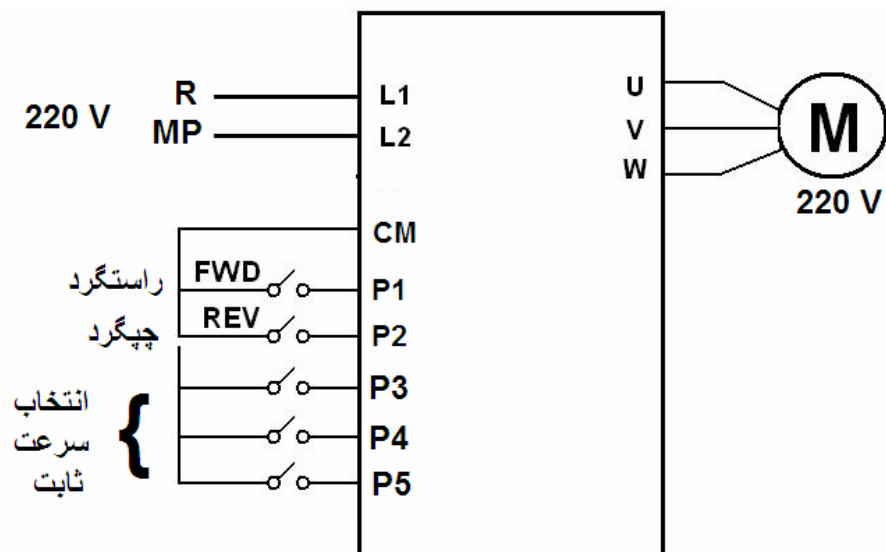 R L1 U
220 V
MP L2 V
M
W
220 V
CM
راستگرد FWD P1
چپگرد REV P2
P3
انتخاب
سرعت P4
ثابت P5